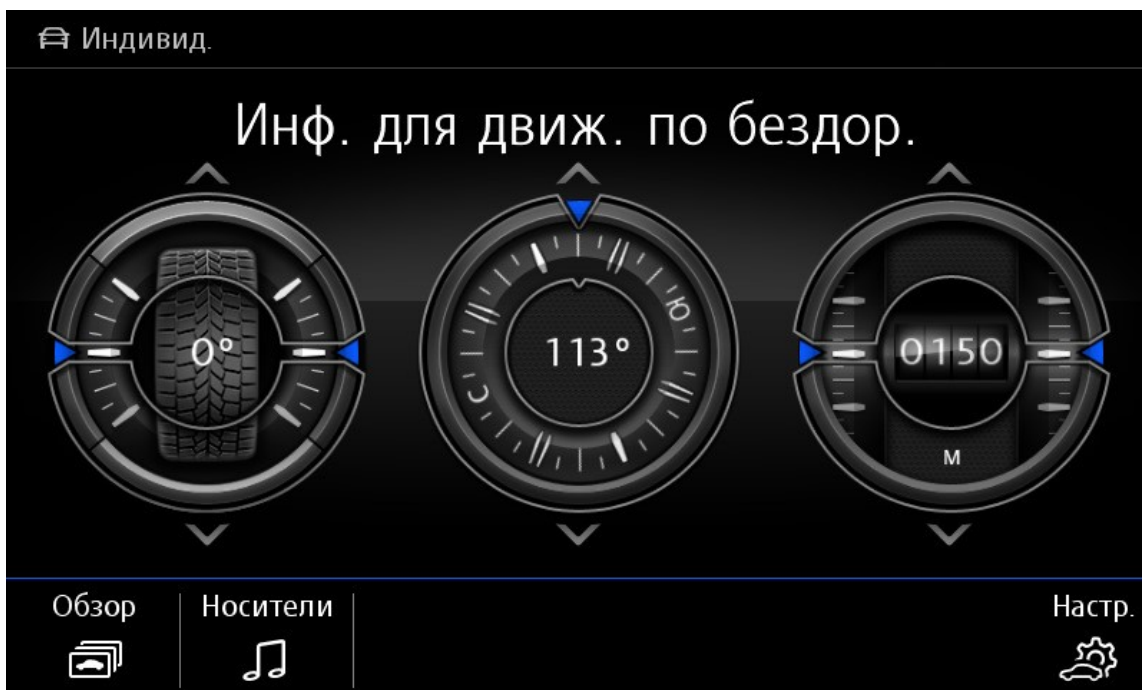 Индивид.
Инф. для движ. по бездор.
0°
113°
Ю
С
0150
м
Обзор
Носители
Настр.